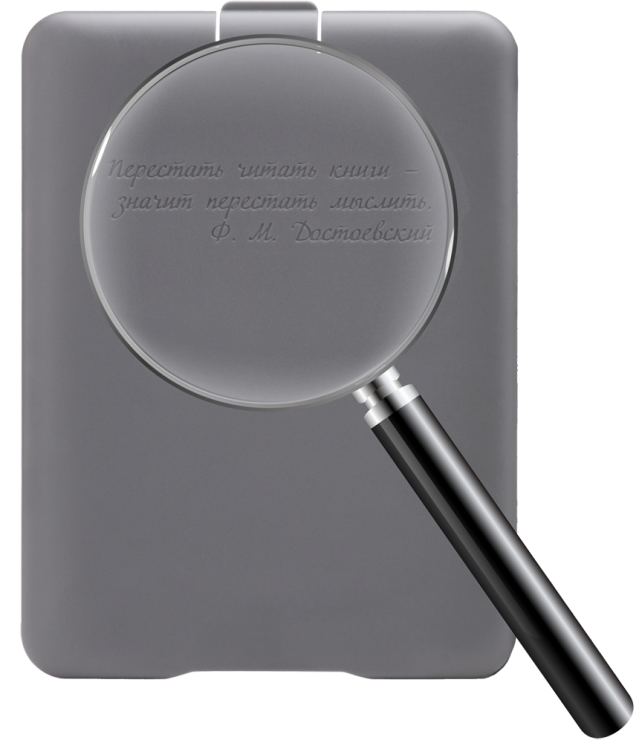 Перестать читать книги –
значит перестать мыслить.
Ф. М. Достоевский